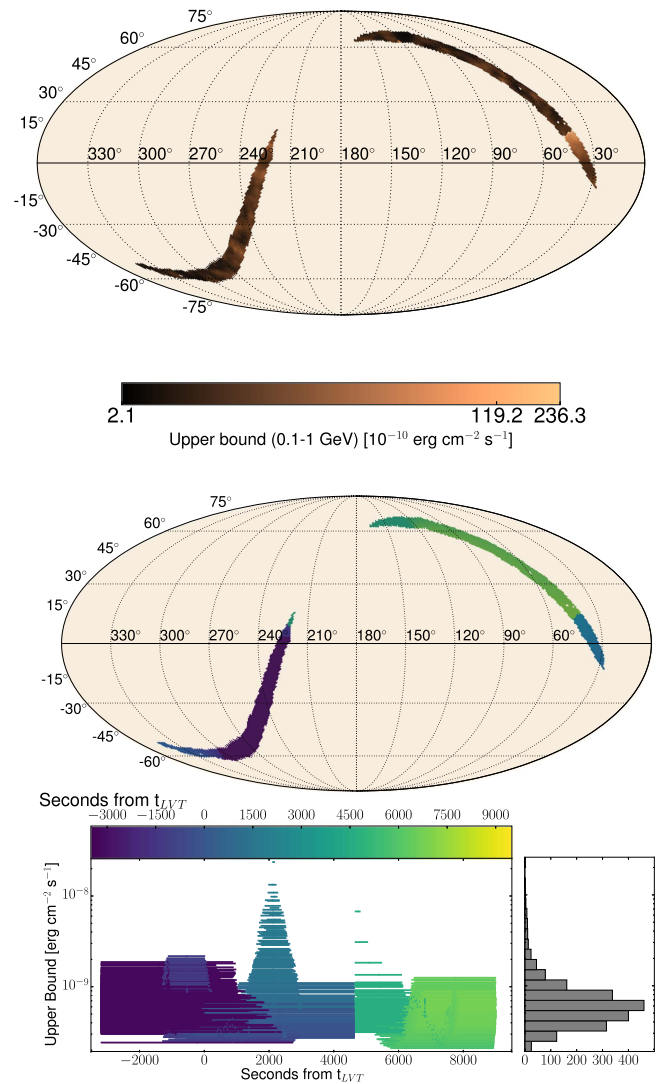 75°
60°
45°
30°
15°
330° 300° 270° 240° 210° 180° 150° 120° 90° 60° 30°
-15°
-30°
-45°
-60°
-75°
2.1 119.2 236.3
Upper bound (0.1-1 GeV) [10⁻¹⁰ erg cm⁻² s⁻¹]
75°
60°
45°
30°
15°
330° 300° 270° 240° 210° 180° 150° 120° 90° 60°
-15°
-30°
-45°
-60°
Seconds from t_LVT
−3000 −1500 0 1500 3000 4500 6000 7500 9000
Upper Bound [erg cm⁻² s⁻¹]
10⁻⁸
10⁻⁹
−2000 0 2000 4000 6000 8000
Seconds from t_LVT
0 100 200 300 400